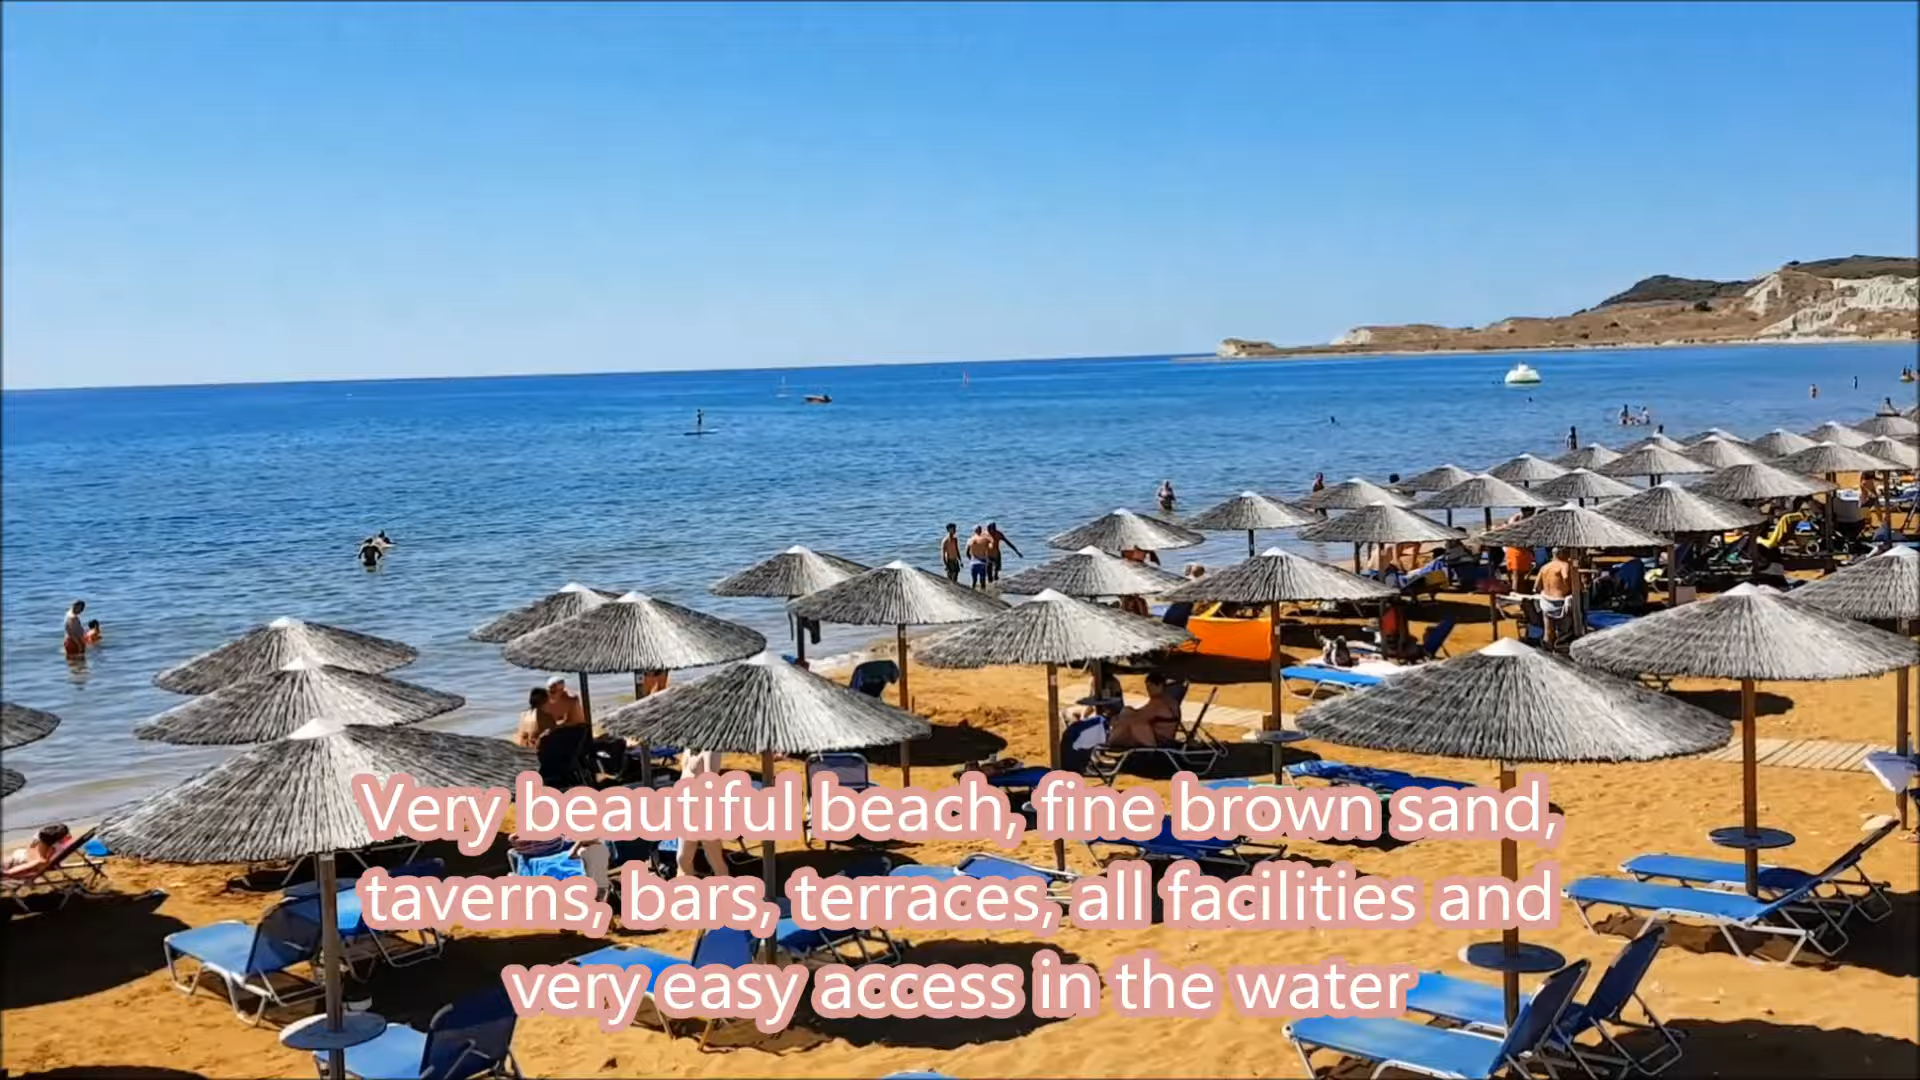 Very beautiful beach, fine brown sand,
taverns, bars, terraces, all facilities and
very easy access in the water